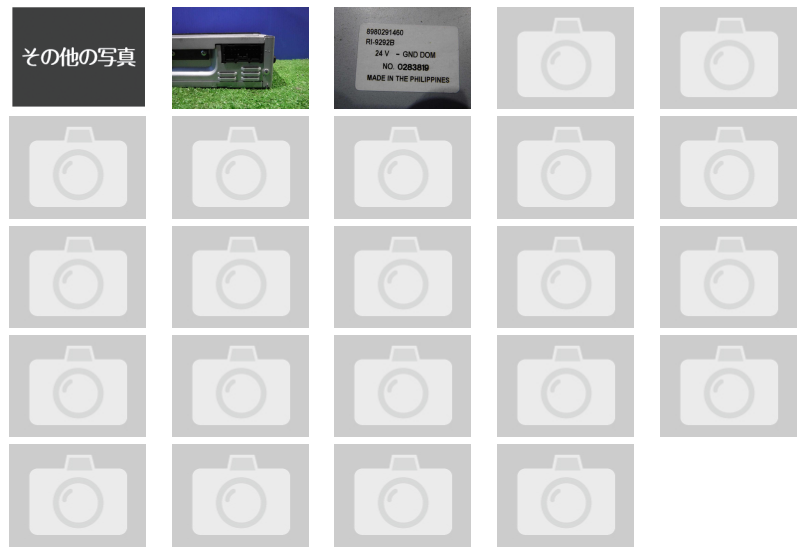 その他の写真
8980291460
RI-9292B
24 V - GND DOM
NO. 0283819
MADE IN THE PHILIPPINES